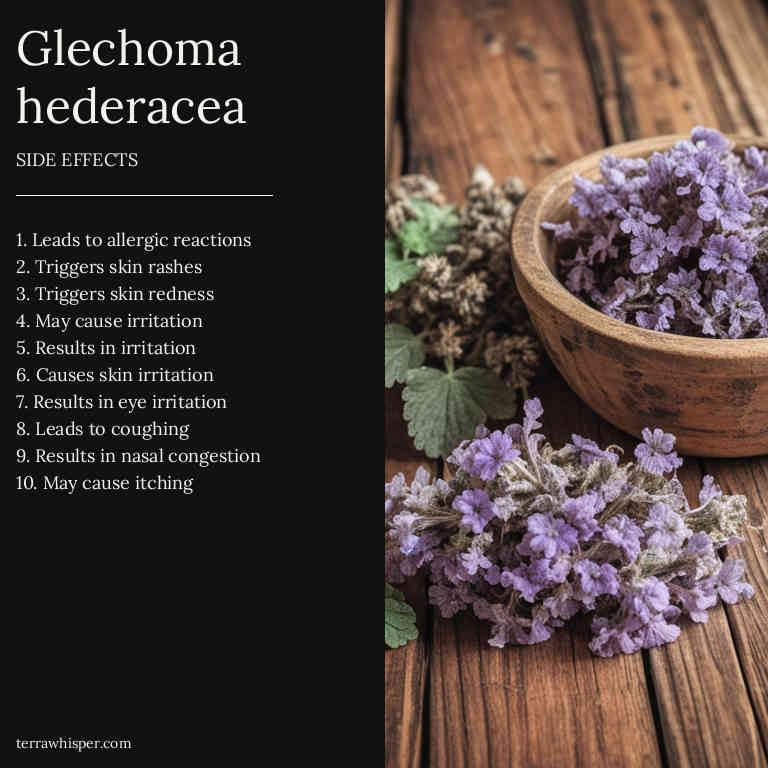 Glechoma
hederacea
SIDE EFFECTS
1. Leads to allergic reactions
2. Triggers skin rashes
3. Triggers skin redness
4. May cause irritation
5. Results in irritation
6. Causes skin irritation
7. Results in eye irritation
8. Leads to coughing
9. Results in nasal congestion
10. May cause itching
terrawhisper.com